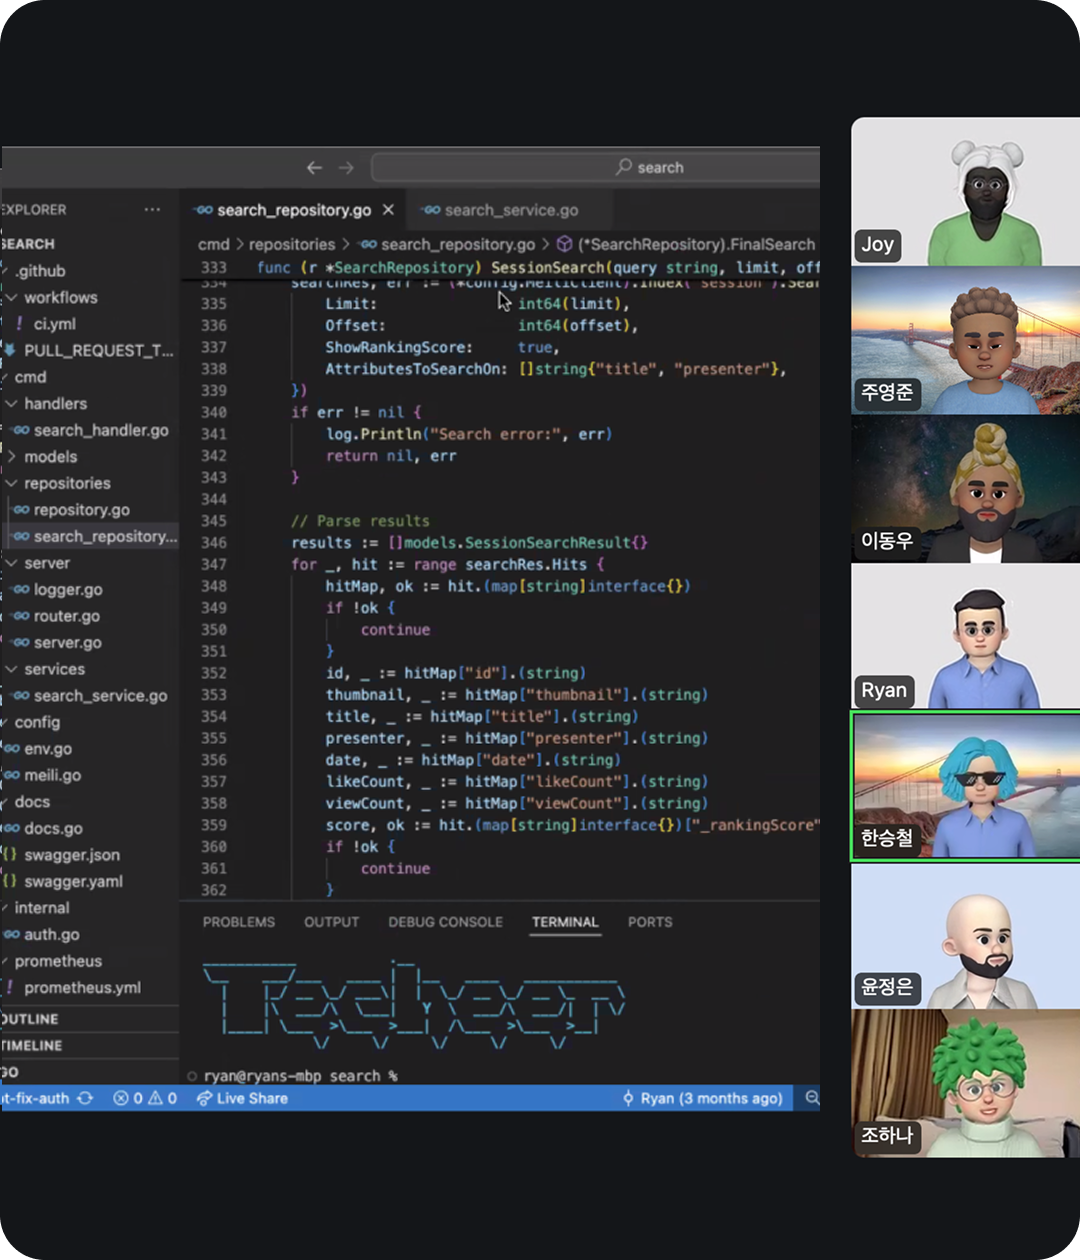 search
EXPLORER ...
SEARCH
.github
workflows
ci.yml
PULL_REQUEST_T...
cmd
handlers
search_handler.go
models
repositories
repository.go
search_repository...
server
logger.go
router.go
server.go
services
search_service.go
config
env.go
meili.go
docs
docs.go
swagger.json
swagger.yaml
internal
auth.go
prometheus
prometheus.yml
OUTLINE
TIMELINE
GO
search_repository.go
search_service.go
cmd > repositories > search_repository.go > (*SearchRepository).FinalSearch
333 func (r *SearchRepository) SessionSearch(query string, limit, off
334 searchRes, err := (*config.MeiliClient).Index("session").Sear
335 Limit: int64(limit),
336 Offset: int64(offset),
337 ShowRankingScore: true,
338 AttributesToSearchOn: []string{"title", "presenter"},
339 })
340 if err != nil {
341 log.Println("Search error:", err)
342 return nil, err
343 }
344
345 // Parse results
346 results := []models.SessionSearchResult{}
347 for _, hit := range searchRes.Hits {
348 hitMap, ok := hit.(map[string]interface{})
349 if !ok {
350 continue
351 }
352 id, _ := hitMap["id"].(string)
353 thumbnail, _ := hitMap["thumbnail"].(string)
354 title, _ := hitMap["title"].(string)
355 presenter, _ := hitMap["presenter"].(string)
356 date, _ := hitMap["date"].(string)
357 likeCount, _ := hitMap["likeCount"].(string)
358 viewCount, _ := hitMap["viewCount"].(string)
359 score, ok := hit.(map[string]interface{})["_rankingScore"
360 if !ok {
361 continue
362 }
PROBLEMS OUTPUT DEBUG CONSOLE TERMINAL PORTS
Techeer
ryan@ryans-mbp search %
ut-fix-auth 0 0 Live Share Ryan (3 months ago)
Joy
주영준
이동우
Ryan
한승철
윤정은
조하나